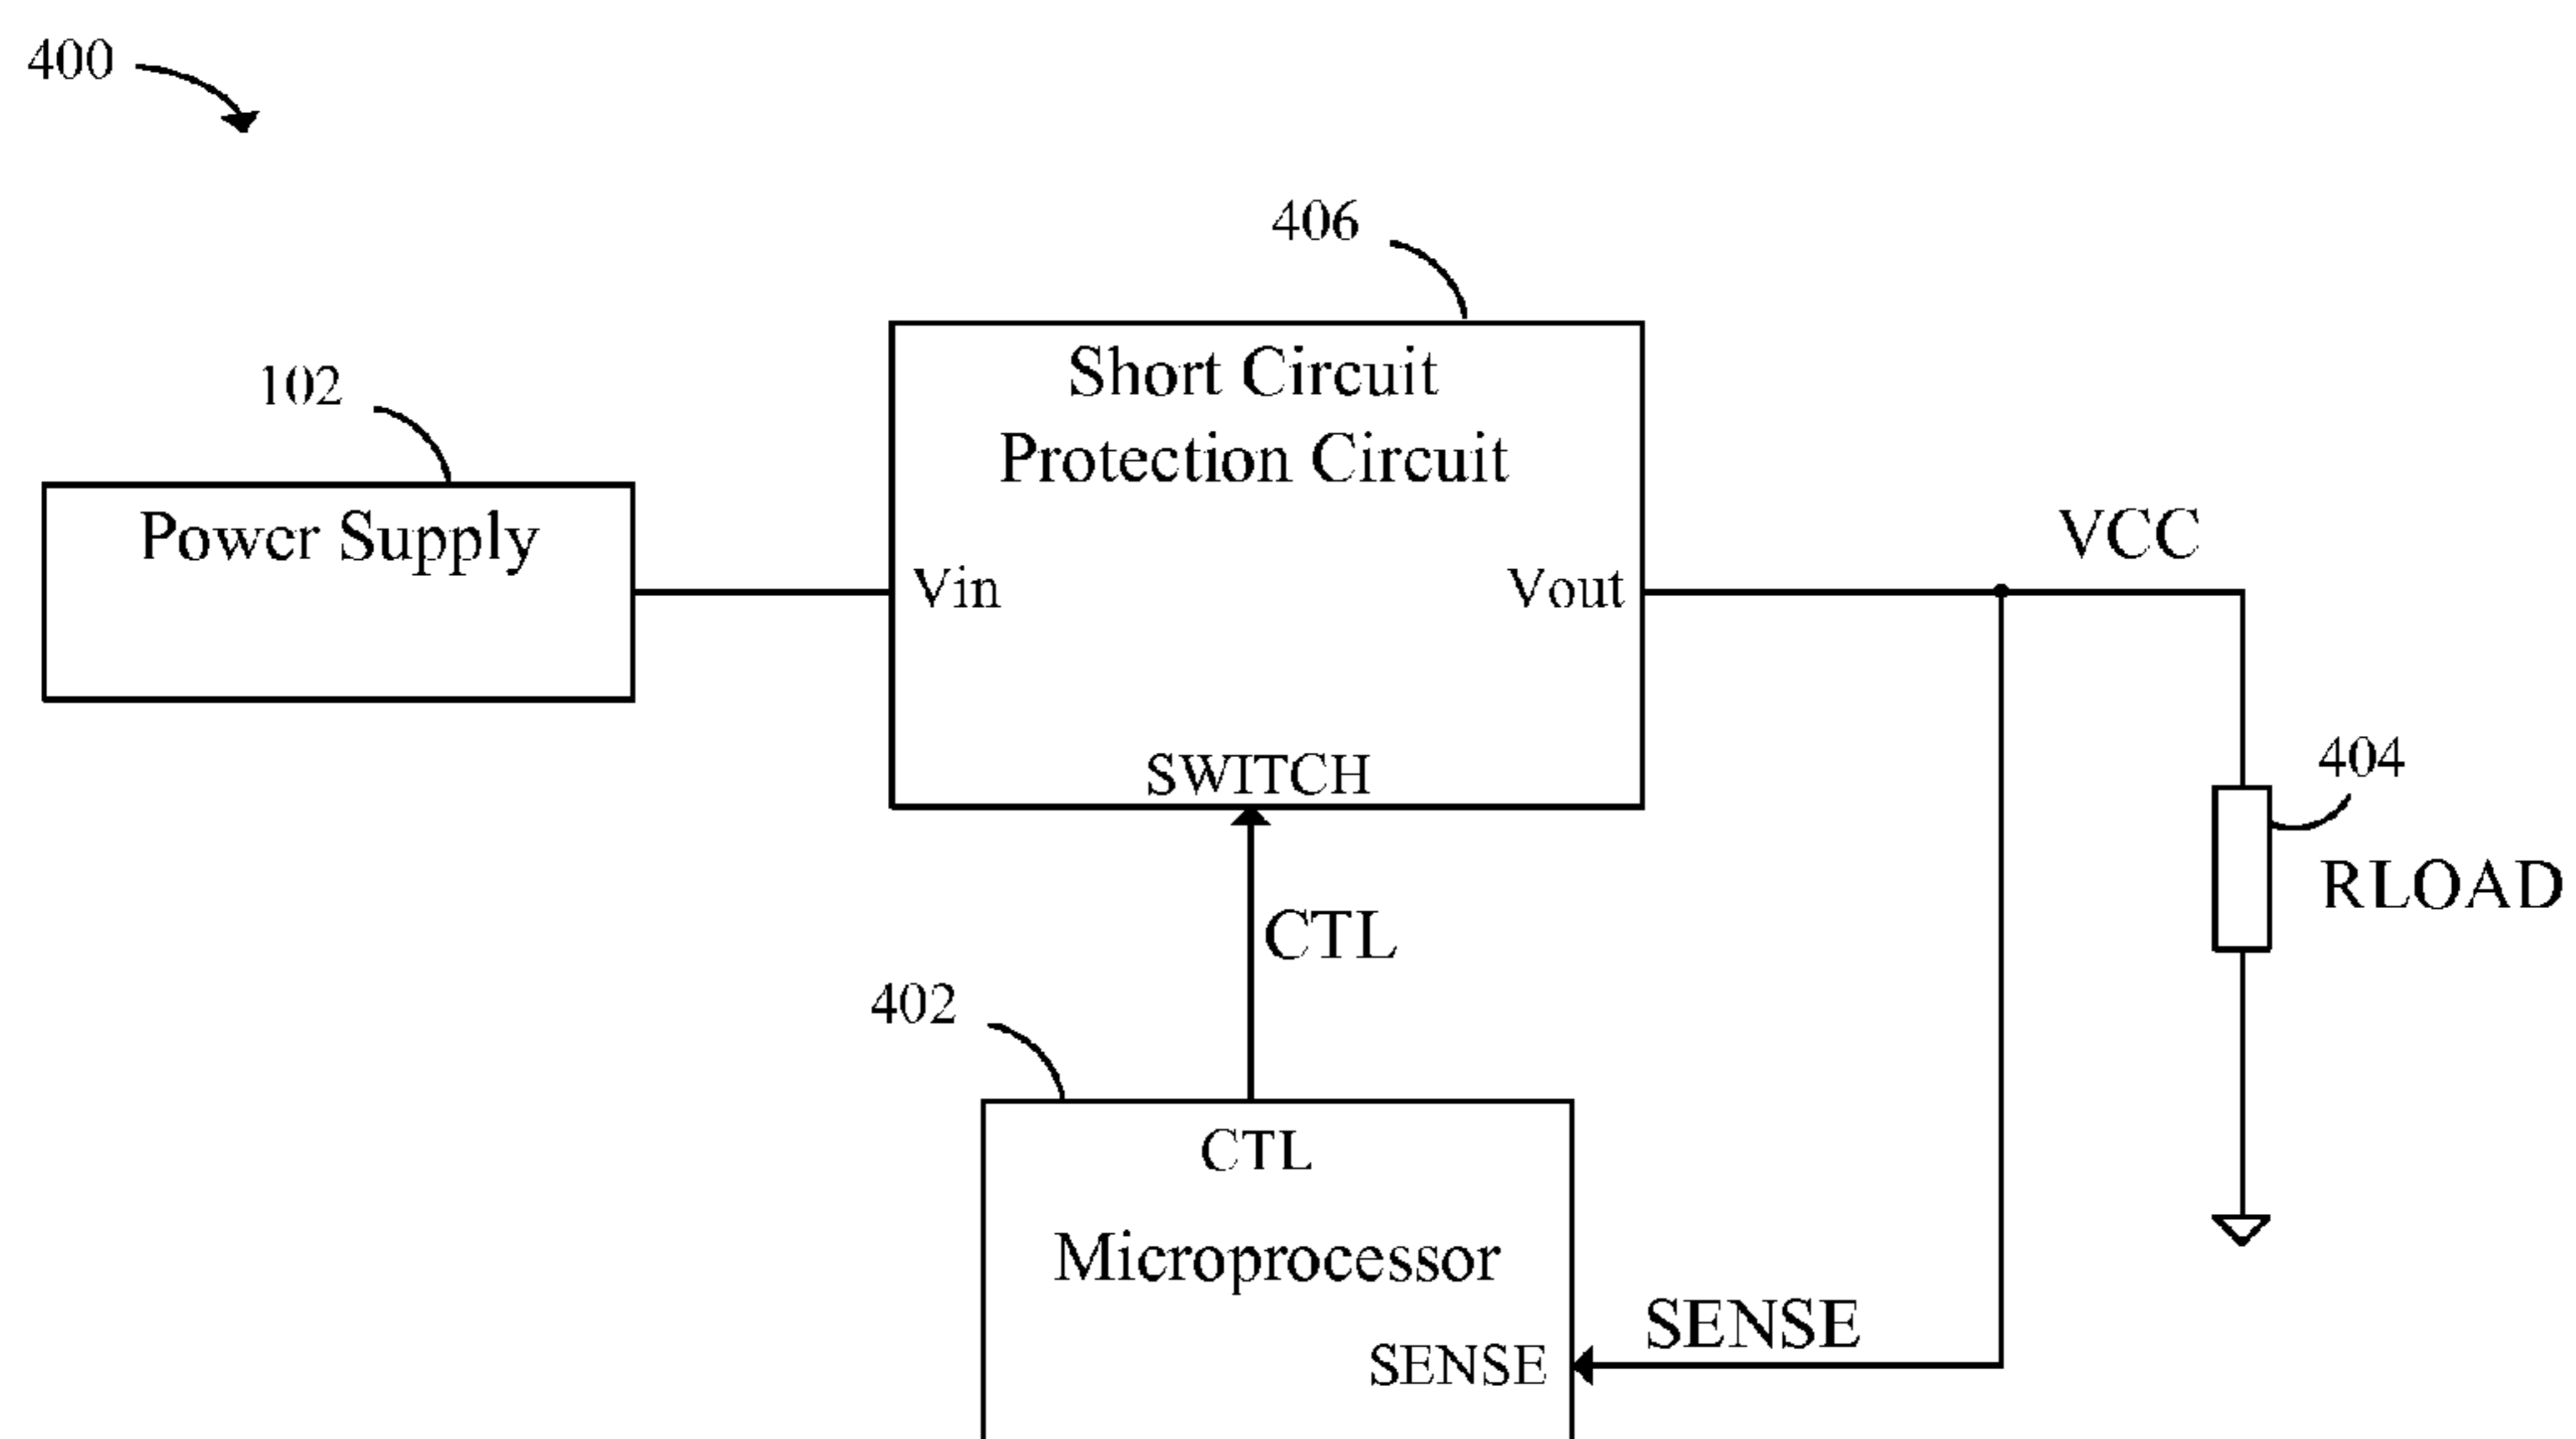 400
406
Short Circuit
Protection Circuit
102
Power Supply
Vin
Vout
VCC
SWITCH
404
RLOAD
CTL
402
CTL
Microprocessor
SENSE
SENSE